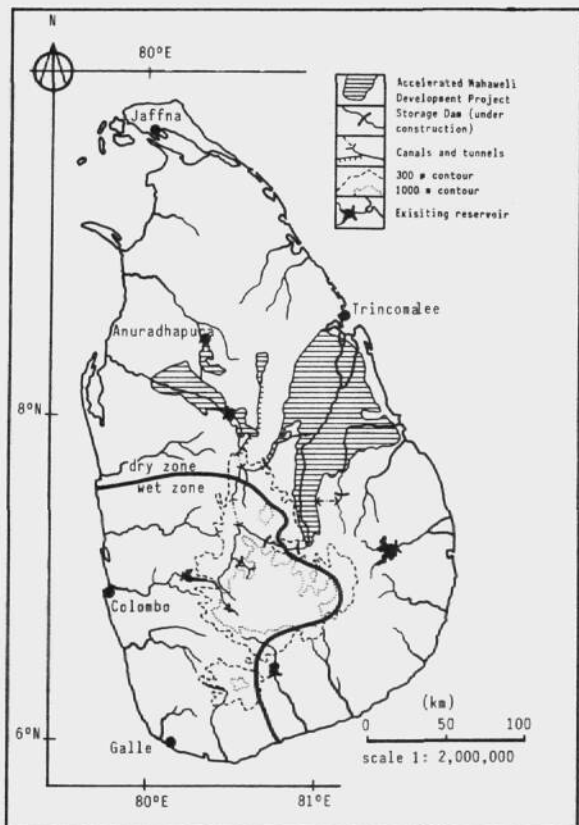 N
80°E
Jaffna
Accelerated Mahaweli
Development Project
Storage Dam (under
construction)
Canals and tunnels
300 m contour
1000 m contour
Exisiting reservoir
Trincomalee
Anuradhapura
8°N
dry zone
wet zone
Colombo
(km)
0 50 100
scale 1: 2,000,000
6°N
Galle
80°E 81°E